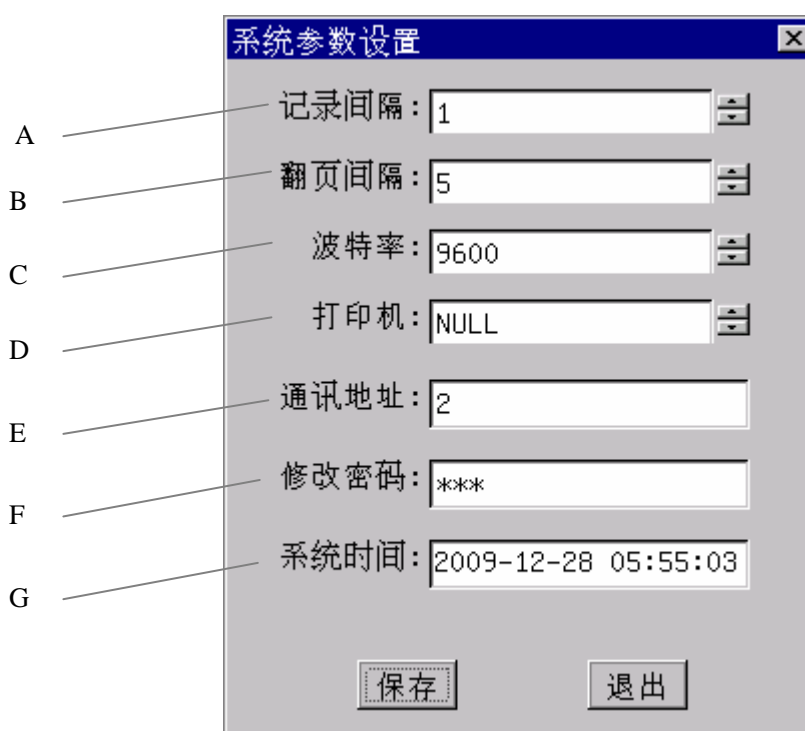 系统参数设置
A 记录间隔: 1
B 翻页间隔: 5
C 波特率: 9600
D 打印机: NULL
E 通讯地址: 2
F 修改密码: ***
G 系统时间: 2009-12-28 05:55:03
保存 退出